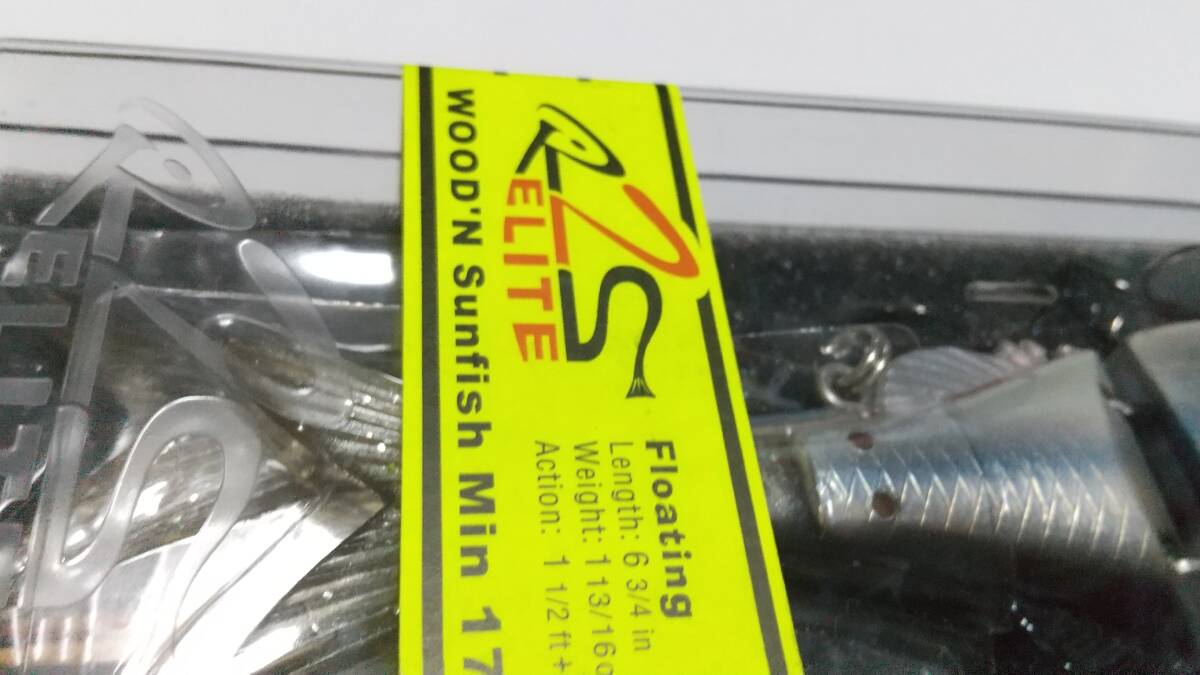 ELITE
WOOD'N Sunfish Min 17
Floating
Length: 6 3/4 in
Weight: 1 13/16o
Action: 1 1/2 ft +
ELITE